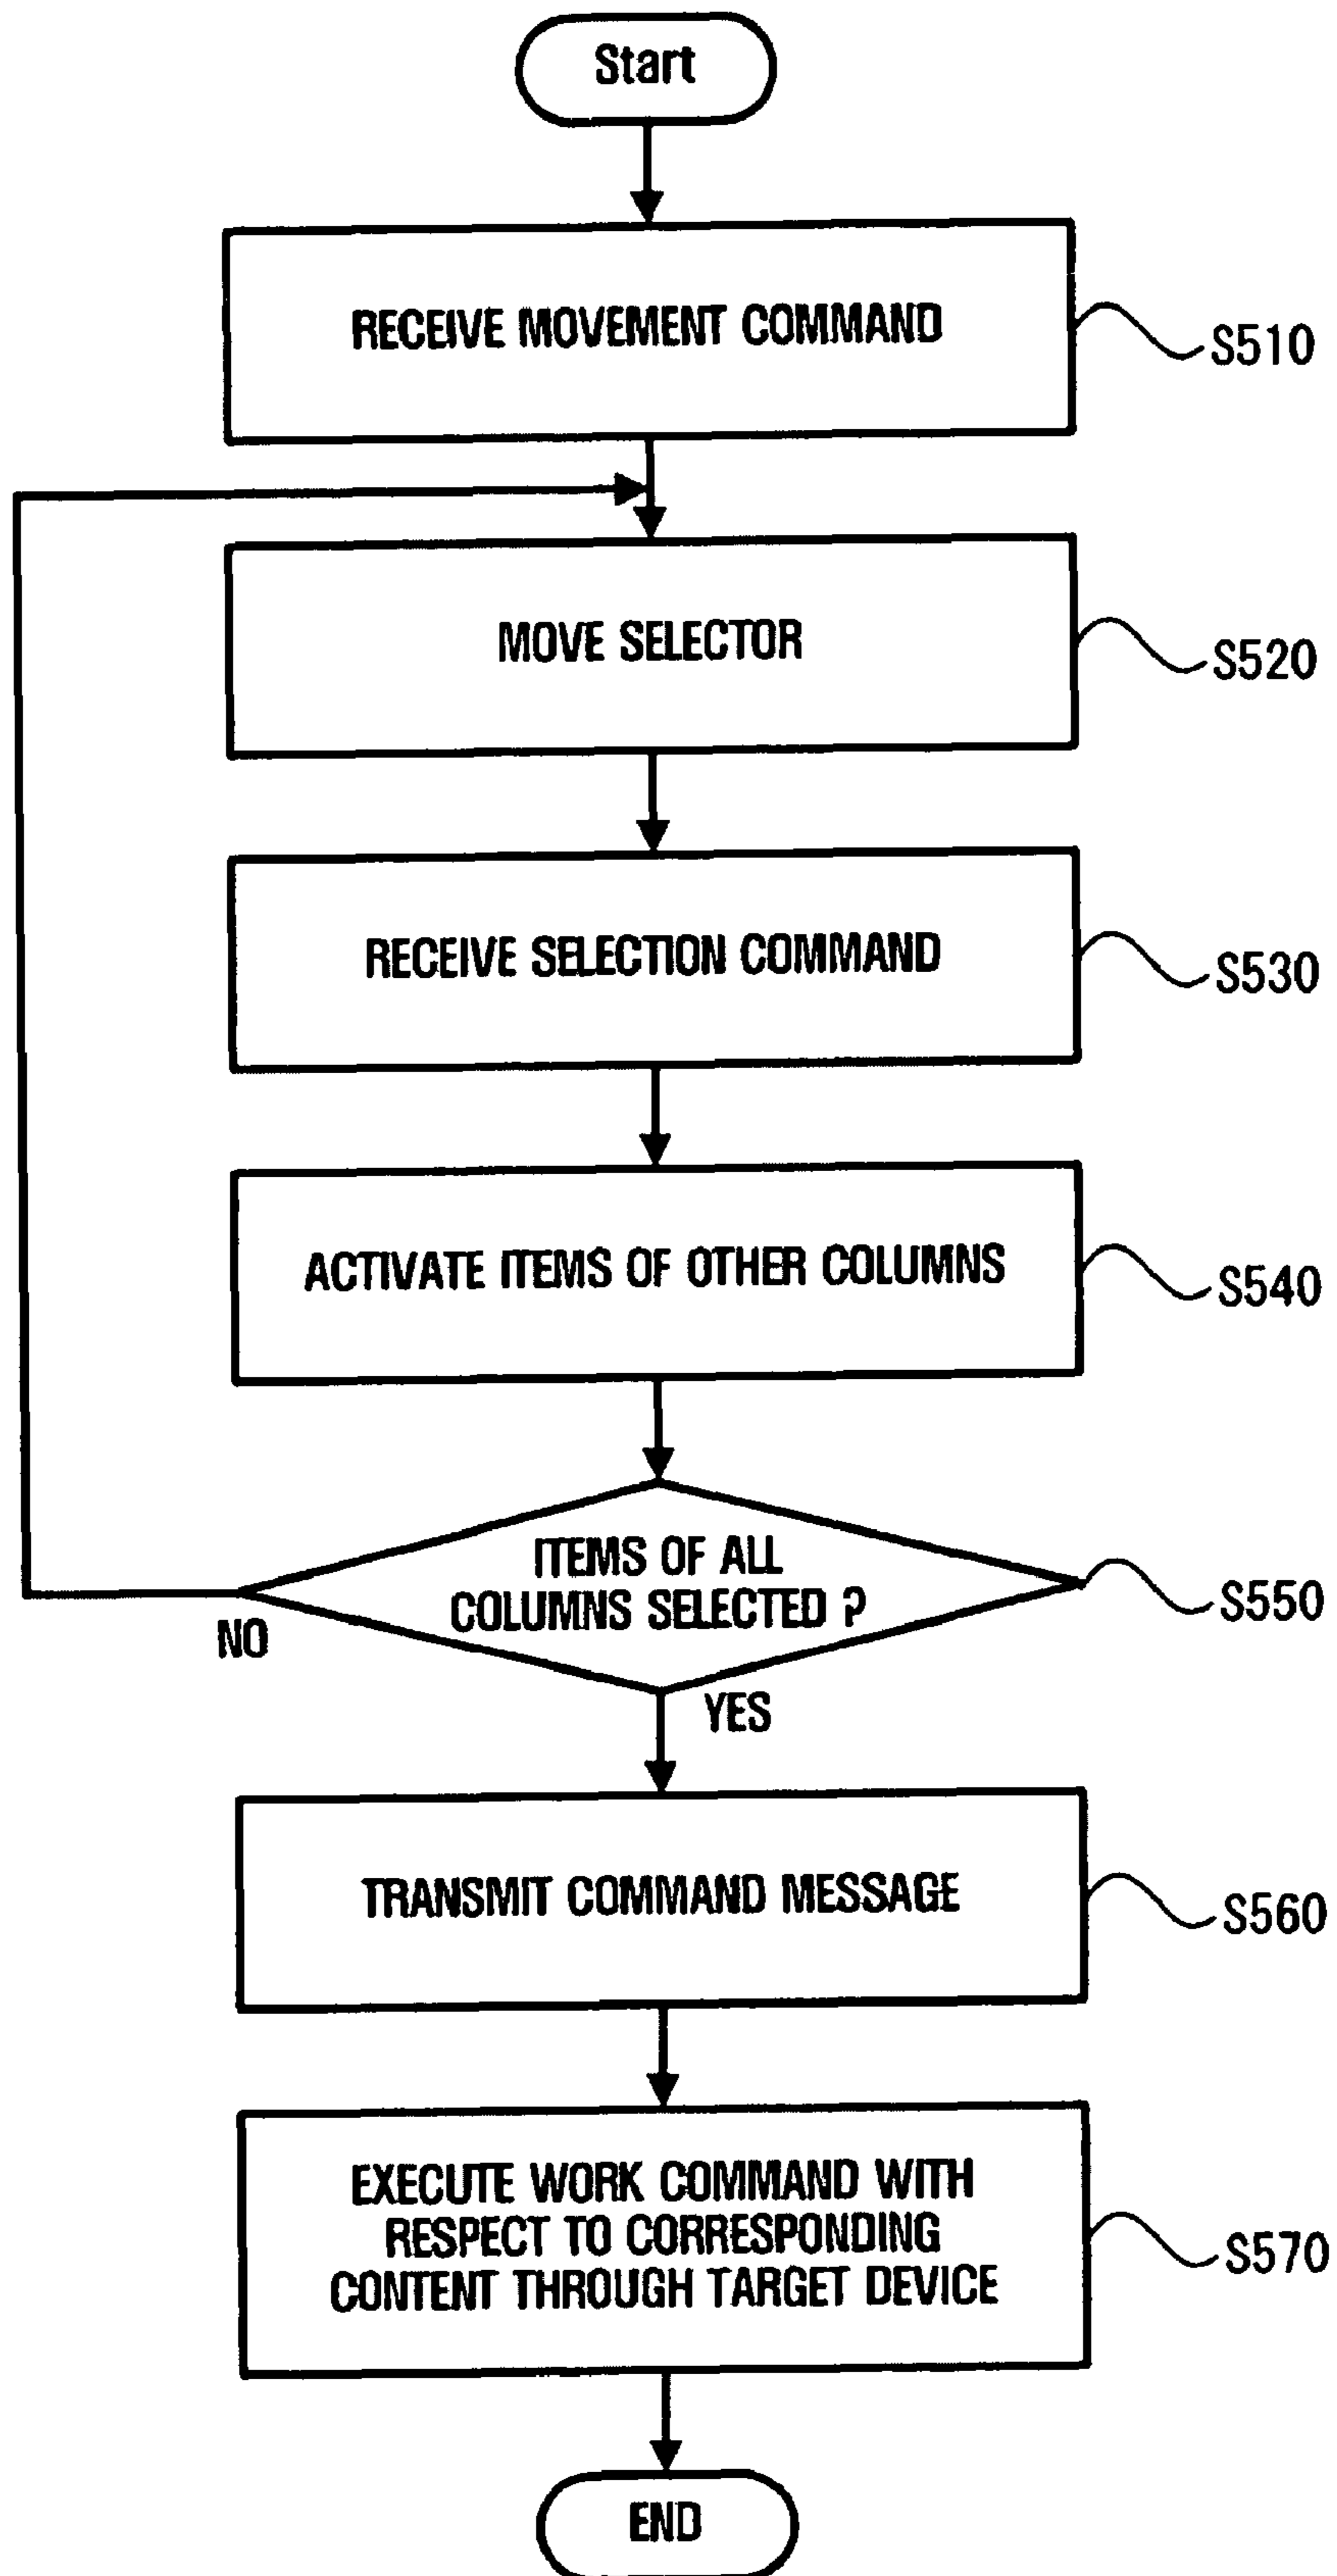 Start
RECEIVE MOVEMENT COMMAND
S510
MOVE SELECTOR
S520
RECEIVE SELECTION COMMAND
S530
ACTIVATE ITEMS OF OTHER COLUMNS
S540
ITEMS OF ALL
COLUMNS SELECTED ?
S550
NO
YES
TRANSMIT COMMAND MESSAGE
S560
EXECUTE WORK COMMAND WITH
RESPECT TO CORRESPONDING
CONTENT THROUGH TARGET DEVICE
S570
END